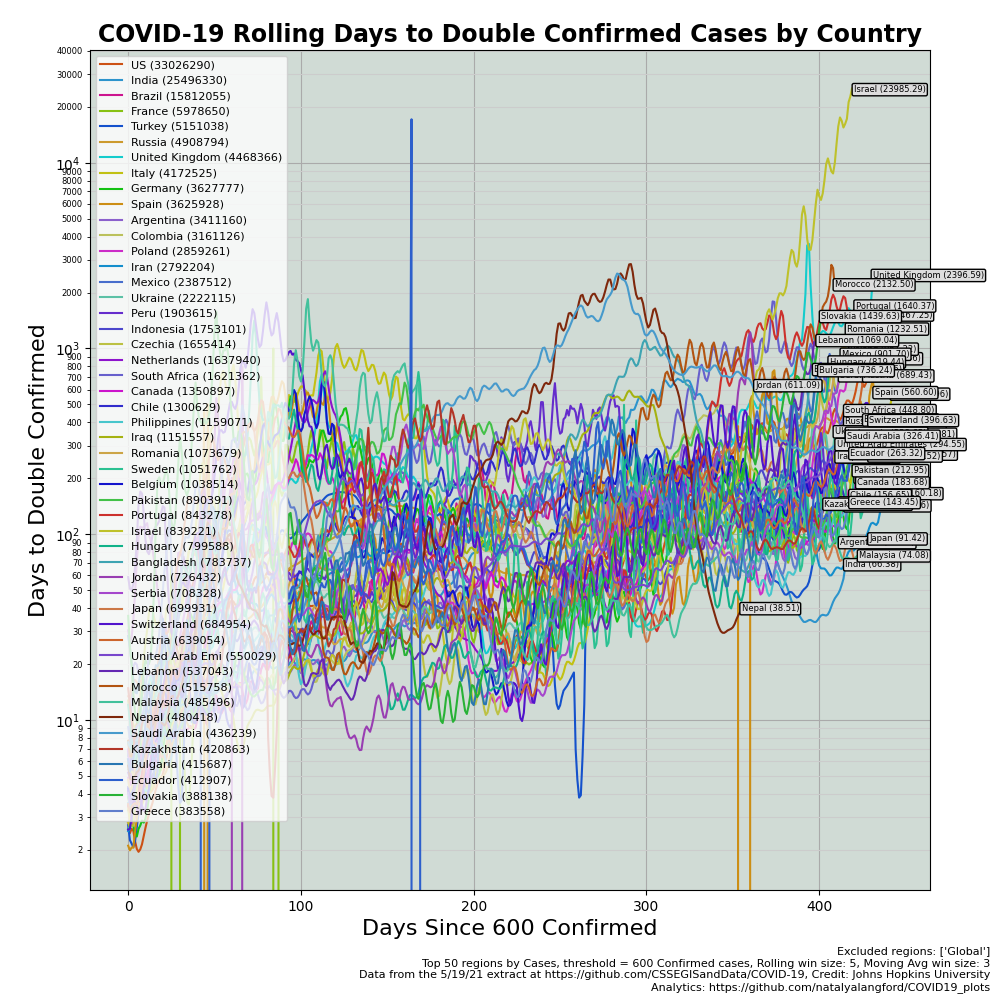 COVID-19 Rolling Days to Double Confirmed Cases by Country
Days to Double Confirmed
40000
30000
20000
10^4
9000
8000
7000
6000
5000
4000
3000
2000
10^3
900
800
700
600
500
400
300
200
10^2
90
80
70
60
50
40
30
20
10^1
9
8
7
6
5
4
3
2
US (33026290)
India (25496330)
Brazil (15812055)
France (5978650)
Turkey (5151038)
Russia (4908794)
United Kingdom (4468366)
Italy (4172525)
Germany (3627777)
Spain (3625928)
Argentina (3411160)
Colombia (3161126)
Poland (2859261)
Iran (2792204)
Mexico (2387512)
Ukraine (2222115)
Peru (1903615)
Indonesia (1753101)
Czechia (1655414)
Netherlands (1637940)
South Africa (1621362)
Canada (1350897)
Chile (1300629)
Philippines (1159071)
Iraq (1151557)
Romania (1073679)
Sweden (1051762)
Belgium (1038514)
Pakistan (890391)
Portugal (843278)
Israel (839221)
Hungary (799588)
Bangladesh (783737)
Jordan (726432)
Serbia (708328)
Japan (699931)
Switzerland (684954)
Austria (639054)
United Arab Emi (550029)
Lebanon (537043)
Morocco (515758)
Malaysia (485496)
Nepal (480418)
Saudi Arabia (436239)
Kazakhstan (420863)
Bulgaria (415687)
Ecuador (412907)
Slovakia (388138)
Greece (383558)
Israel (23985.29)
United Kingdom (2396.59)
Morocco (2132.50)
Portugal (1640.37)
Slovakia (1439.63)
Romania (1232.51)
Lebanon (1069.04)
Mexico (901.70)
Hungary (819.44)
Bulgaria (736.24)
(689.43)
Jordan (611.09)
Spain (560.60)
South Africa (448.80)
Switzerland (396.63)
Saudi Arabia (326.41)
Ecuador (263.32)
Pakistan (212.95)
Canada (183.68)
Chile (156.65)
Greece (143.45)
Japan (91.42)
Malaysia (74.08)
India (66.38)
Nepal (38.51)
0 100 200 300 400
Days Since 600 Confirmed
Excluded regions: ['Global']
Top 50 regions by Cases, threshold = 600 Confirmed cases, Rolling win size: 5, Moving Avg win size: 3
Data from the 5/19/21 extract at https://github.com/CSSEGISandData/COVID-19, Credit: Johns Hopkins University
Analytics: https://github.com/natalyalangford/COVID19_plots